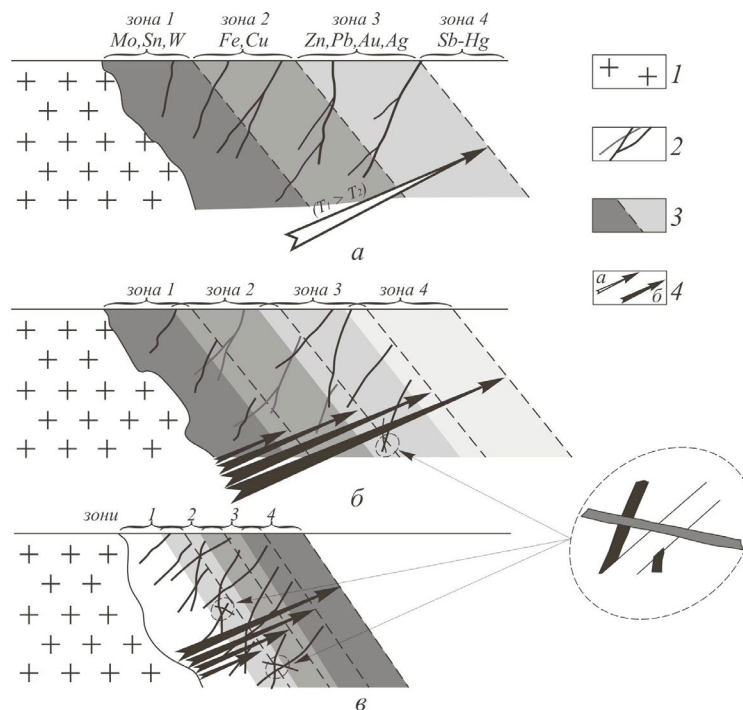 зона 1 зона 2 зона 3 зона 4
Mo,Sn,W Fe,Cu Zn,Pb,Au,Ag Sb-Hg
1
2
3
а б 4
(T₁ > T₂)
а
зона 1 зона 2 зона 3 зона 4
б
зони 1 2 3 4
в